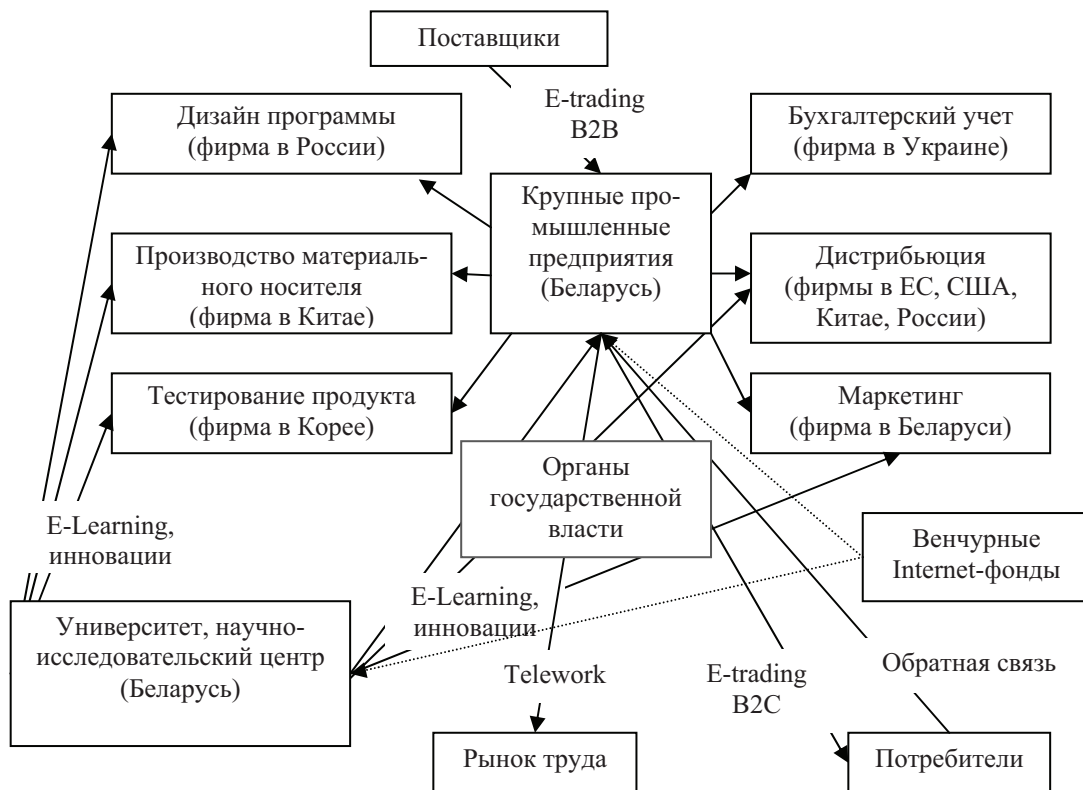 Поставщики
E-trading
B2B
Дизайн программы
(фирма в России)
Бухгалтерский учет
(фирма в Украине)
Крупные про-
мышленные
предприятия
(Беларусь)
Производство материаль-
ного носителя
(фирма в Китае)
Дистрибьюция
(фирмы в ЕС, США,
Китае, России)
Тестирование продукта
(фирма в Корее)
Маркетинг
(фирма в Беларуси)
Органы
государственной
власти
E-Learning,
инновации
Венчурные
Internet-фонды
E-Learning,
инновации
Университет, научно-
исследовательский центр
(Беларусь)
Telework
E-trading
B2C
Обратная связь
Рынок труда
Потребители